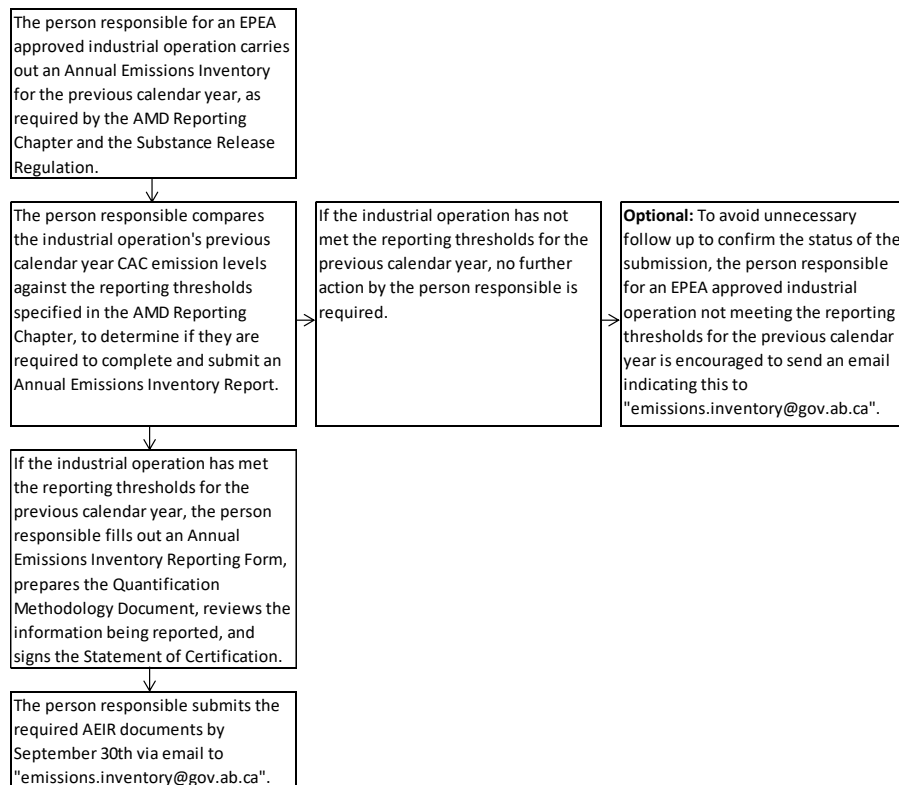 The person responsible for an EPEA
approved industrial operation carries
out an Annual Emissions Inventory
for the previous calendar year, as
required by the AMD Reporting
Chapter and the Substance Release
Regulation.
The person responsible compares
the industrial operation's previous
calendar year CAC emission levels
against the reporting thresholds
specified in the AMD Reporting
Chapter, to determine if they are
required to complete and submit an
Annual Emissions Inventory Report.
If the industrial operation has not
met the reporting thresholds for the
previous calendar year, no further
action by the person responsible is
required.
Optional: To avoid unnecessary
follow up to confirm the status of the
submission, the person responsible
for an EPEA approved industrial
operation not meeting the reporting
thresholds for the previous calendar
year is encouraged to send an email
indicating this to
"emissions.inventory@gov.ab.ca".
If the industrial operation has met
the reporting thresholds for the
previous calendar year, the person
responsible fills out an Annual
Emissions Inventory Reporting Form,
prepares the Quantification
Methodology Document, reviews the
information being reported, and
signs the Statement of Certification.
The person responsible submits the
required AEIR documents by
September 30th via email to
"emissions.inventory@gov.ab.ca".